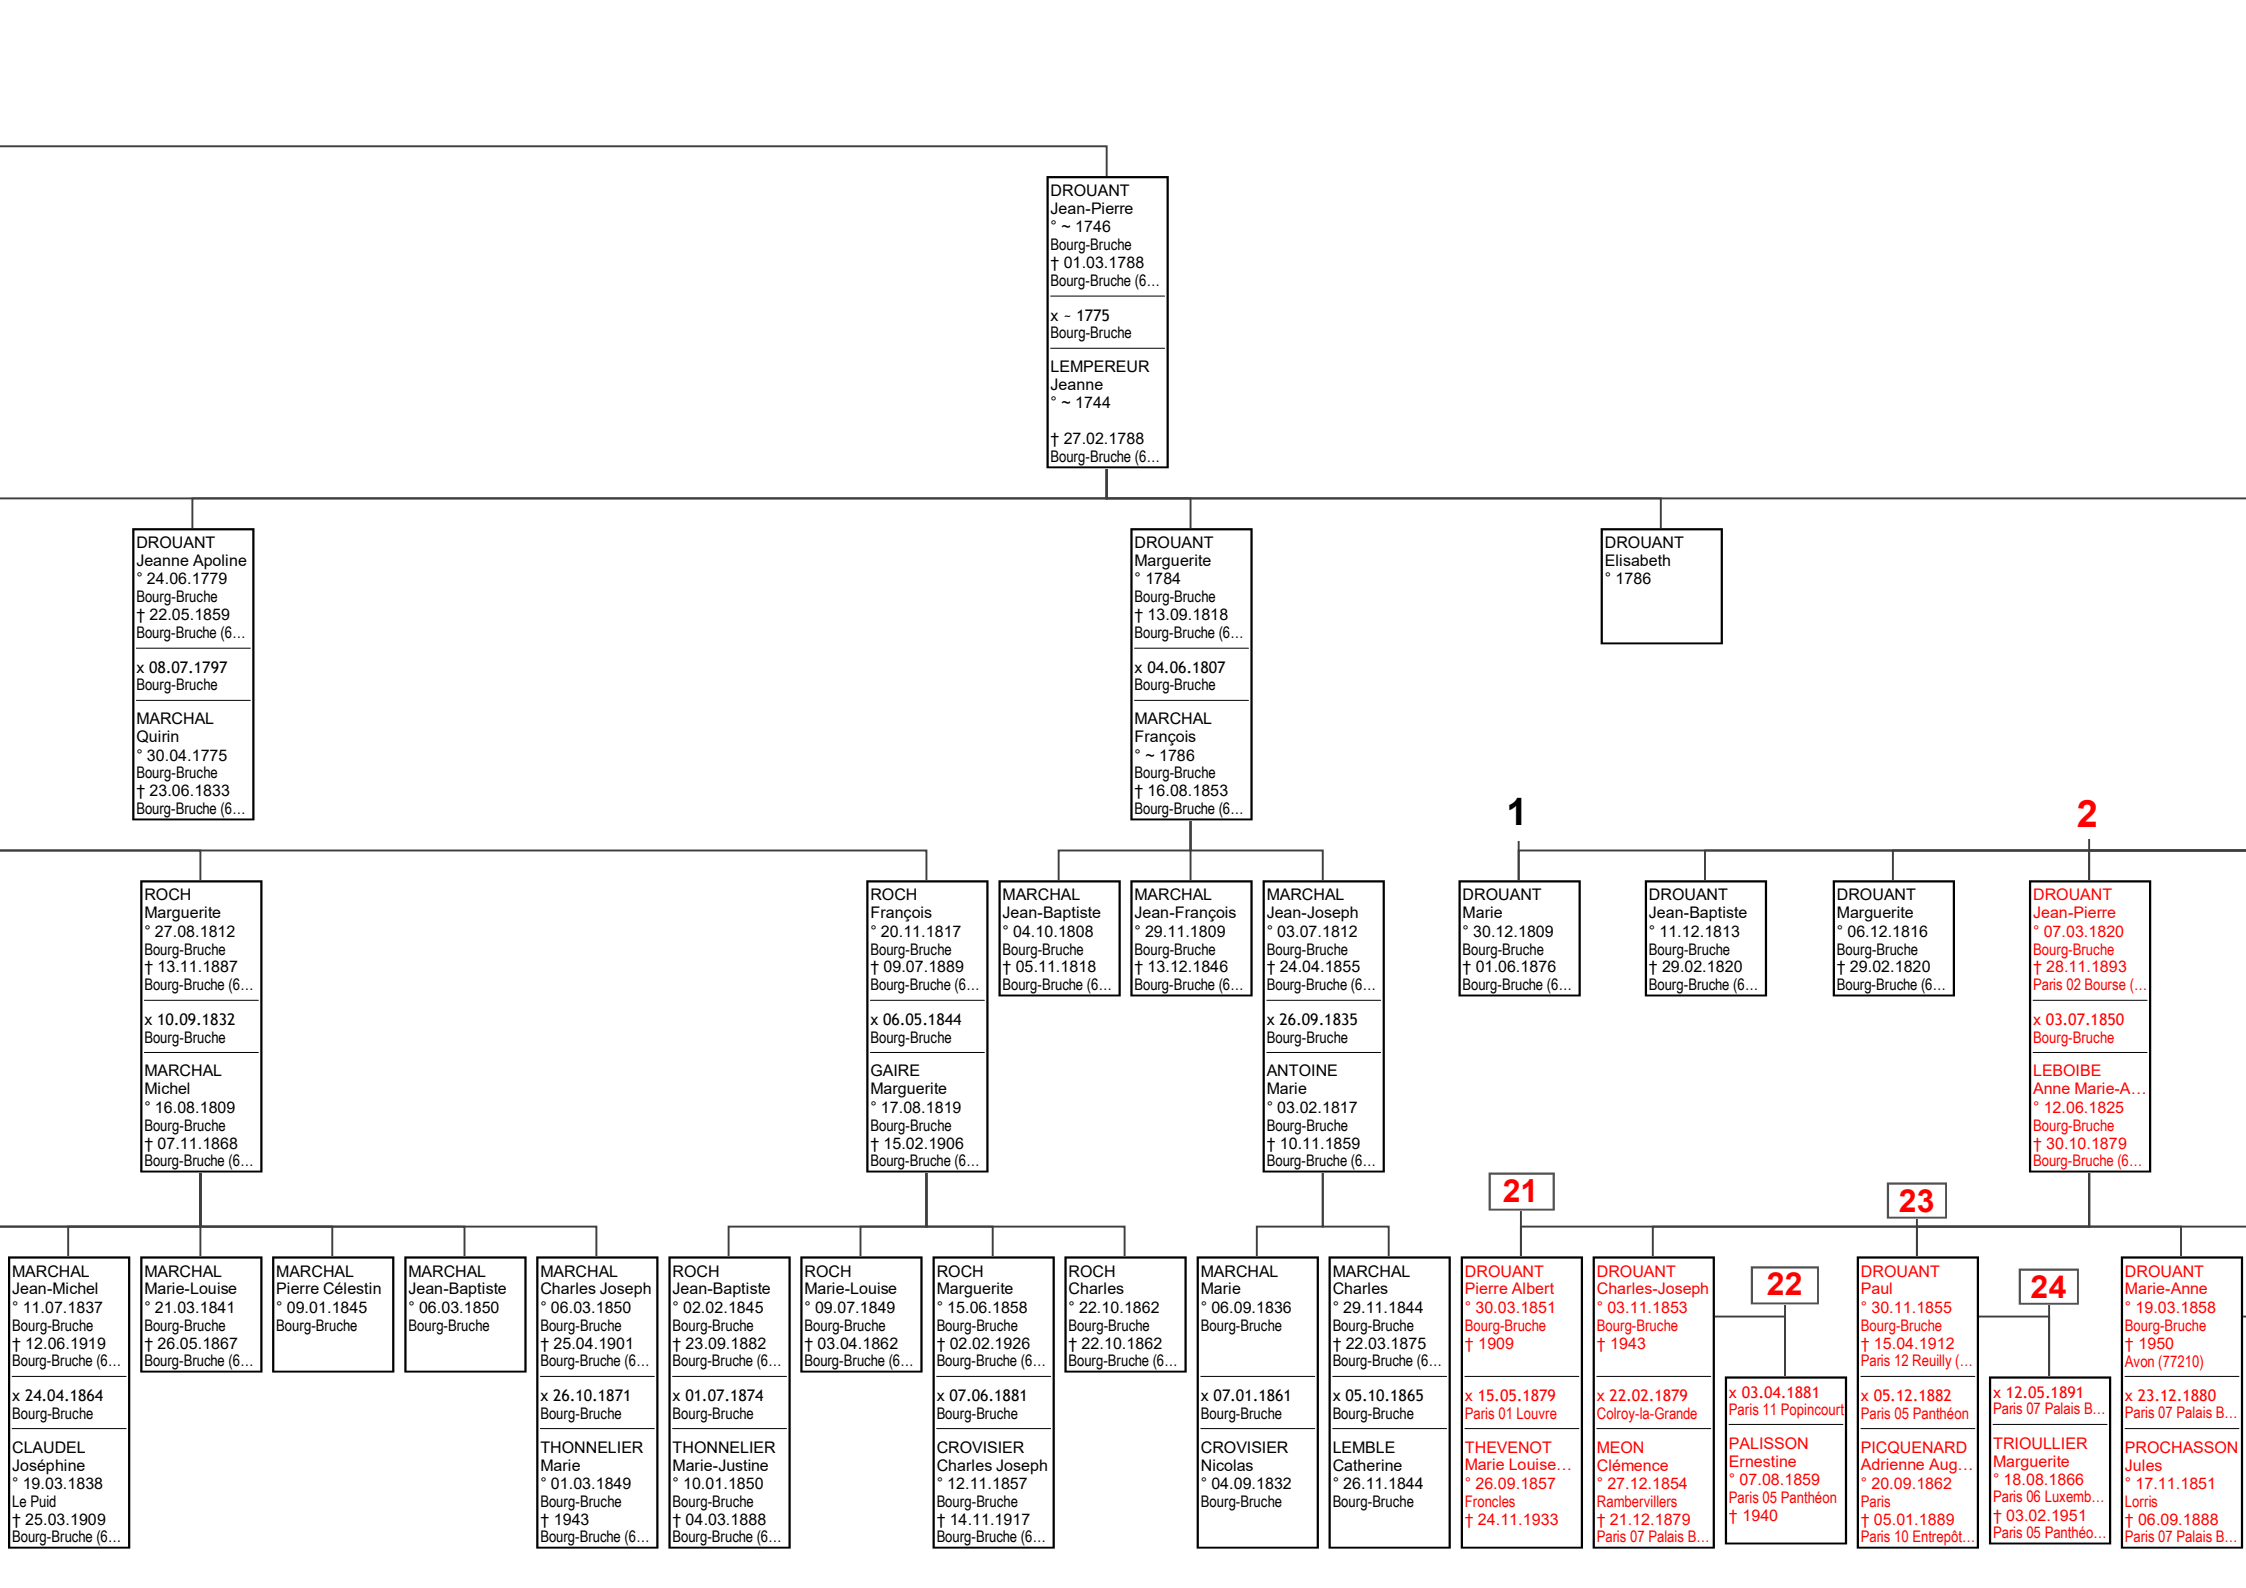 DROUANT
Jean-Pierre
° ~ 1746
Bourg-Bruche
† 01.03.1788
Bourg-Bruche (6...
x ~ 1775
Bourg-Bruche
LEMPEREUR
Jeanne
° ~ 1744
† 27.02.1788
Bourg-Bruche (6...
DROUANT
Jeanne Apoline
° 24.06.1779
Bourg-Bruche
† 22.05.1859
Bourg-Bruche (6...
x 08.07.1797
Bourg-Bruche
MARCHAL
Quirin
° 30.04.1775
Bourg-Bruche
† 23.06.1833
Bourg-Bruche (6...
DROUANT
Marguerite
° 1784
Bourg-Bruche
† 13.09.1818
Bourg-Bruche (6...
x 04.06.1807
Bourg-Bruche
MARCHAL
François
° ~ 1786
Bourg-Bruche
† 16.08.1853
Bourg-Bruche (6...
DROUANT
Elisabeth
° 1786
1
2
ROCH
Marguerite
° 27.08.1812
Bourg-Bruche
† 13.11.1887
Bourg-Bruche (6...
x 10.09.1832
Bourg-Bruche
MARCHAL
Michel
° 16.08.1809
Bourg-Bruche
† 07.11.1868
Bourg-Bruche (6...
ROCH
François
° 20.11.1817
Bourg-Bruche
† 09.07.1889
Bourg-Bruche (6...
x 06.05.1844
Bourg-Bruche
GAIRE
Marguerite
° 17.08.1819
Bourg-Bruche
† 15.02.1906
Bourg-Bruche (6...
MARCHAL
Jean-Baptiste
° 04.10.1808
Bourg-Bruche
† 05.11.1818
Bourg-Bruche (6...
MARCHAL
Jean-François
° 29.11.1809
Bourg-Bruche
† 13.12.1846
Bourg-Bruche (6...
MARCHAL
Jean-Joseph
° 03.07.1812
Bourg-Bruche
† 24.04.1855
Bourg-Bruche (6...
x 26.09.1835
Bourg-Bruche
ANTOINE
Marie
° 03.02.1817
Bourg-Bruche
† 10.11.1859
Bourg-Bruche (6...
DROUANT
Marie
° 30.12.1809
Bourg-Bruche
† 01.06.1876
Bourg-Bruche (6...
DROUANT
Jean-Baptiste
° 11.12.1813
Bourg-Bruche
† 29.02.1820
Bourg-Bruche (6...
DROUANT
Marguerite
° 06.12.1816
Bourg-Bruche
† 29.02.1820
Bourg-Bruche (6...
DROUANT
Jean-Pierre
° 07.03.1820
Bourg-Bruche
† 28.11.1893
Paris 02 Bourse (...
x 03.07.1850
Bourg-Bruche
LEBOIBE
Anne Marie-A...
° 12.06.1825
Bourg-Bruche
† 30.10.1879
Bourg-Bruche (6...
21
23
22
24
MARCHAL
Jean-Michel
° 11.07.1837
Bourg-Bruche
† 12.06.1919
Bourg-Bruche (6...
x 24.04.1864
Bourg-Bruche
CLAUDEL
Joséphine
° 19.03.1838
Le Puid
† 25.03.1909
Bourg-Bruche (6...
MARCHAL
Marie-Louise
° 21.03.1841
Bourg-Bruche
† 26.05.1867
Bourg-Bruche (6...
MARCHAL
Pierre Célestin
° 09.01.1845
Bourg-Bruche
MARCHAL
Jean-Baptiste
° 06.03.1850
Bourg-Bruche
MARCHAL
Charles Joseph
° 06.03.1850
Bourg-Bruche
† 25.04.1901
Bourg-Bruche (6...
x 26.10.1871
Bourg-Bruche
THONNELIER
Marie
° 01.03.1849
Bourg-Bruche
† 1943
Bourg-Bruche (6...
ROCH
Jean-Baptiste
° 02.02.1845
Bourg-Bruche
† 23.09.1882
Bourg-Bruche (6...
x 01.07.1874
Bourg-Bruche
THONNELIER
Marie-Justine
° 10.01.1850
Bourg-Bruche
† 04.03.1888
Bourg-Bruche (6...
ROCH
Marie-Louise
° 09.07.1849
Bourg-Bruche
† 03.04.1862
Bourg-Bruche (6...
ROCH
Marguerite
° 15.06.1858
Bourg-Bruche
† 02.02.1926
Bourg-Bruche (6...
x 07.06.1881
Bourg-Bruche
CROVISIER
Charles Joseph
° 12.11.1857
Bourg-Bruche
† 14.11.1917
Bourg-Bruche (6...
ROCH
Charles
° 22.10.1862
Bourg-Bruche
† 22.10.1862
Bourg-Bruche (6...
MARCHAL
Marie
° 06.09.1836
Bourg-Bruche
x 07.01.1861
Bourg-Bruche
CROVISIER
Nicolas
° 04.09.1832
Bourg-Bruche
MARCHAL
Charles
° 29.11.1844
Bourg-Bruche
† 22.03.1875
Bourg-Bruche (6...
x 05.10.1865
Bourg-Bruche
LEMBLE
Catherine
° 26.11.1844
Bourg-Bruche
DROUANT
Pierre Albert
° 30.03.1851
Bourg-Bruche
† 1909
x 15.05.1879
Paris 01 Louvre
THEVENOT
Marie Louise...
° 26.09.1857
Froncles
† 24.11.1933
DROUANT
Charles-Joseph
° 03.11.1853
Bourg-Bruche
† 1943
x 22.02.1879
Colroy-la-Grande
MEON
Clémence
° 27.12.1854
Rambervillers
† 21.12.1879
Paris 07 Palais B...
x 03.04.1881
Paris 11 Popincourt
PALISSON
Ernestine
° 07.08.1859
Paris 05 Panthéon
† 1940
DROUANT
Paul
° 30.11.1855
Bourg-Bruche
† 15.04.1912
Paris 12 Reuilly (...
x 05.12.1882
Paris 05 Panthéon
PICQUENARD
Adrienne Aug...
° 20.09.1862
Paris
† 05.01.1889
Paris 10 Entrepôt...
x 12.05.1891
Paris 07 Palais B...
TRIOULLIER
Marguerite
° 18.08.1866
Paris 06 Luxemb...
† 03.02.1951
Paris 05 Panthéo...
DROUANT
Marie-Anne
° 19.03.1858
Bourg-Bruche
† 1950
Avon (77210)
x 23.12.1880
Paris 07 Palais B...
PROCHASSON
Jules
° 17.11.1851
Lorris
† 06.09.1888
Paris 07 Palais B...